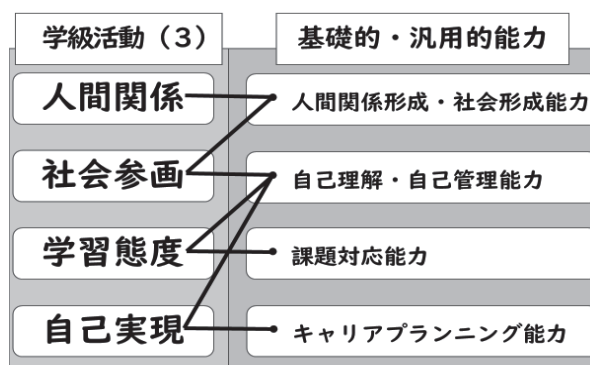 学級活動（３）
基礎的・汎用的能力
人間関係
人間関係形成・社会形成能力
社会参画
自己理解・自己管理能力
学習態度
課題対応能力
自己実現
キャリアプランニング能力